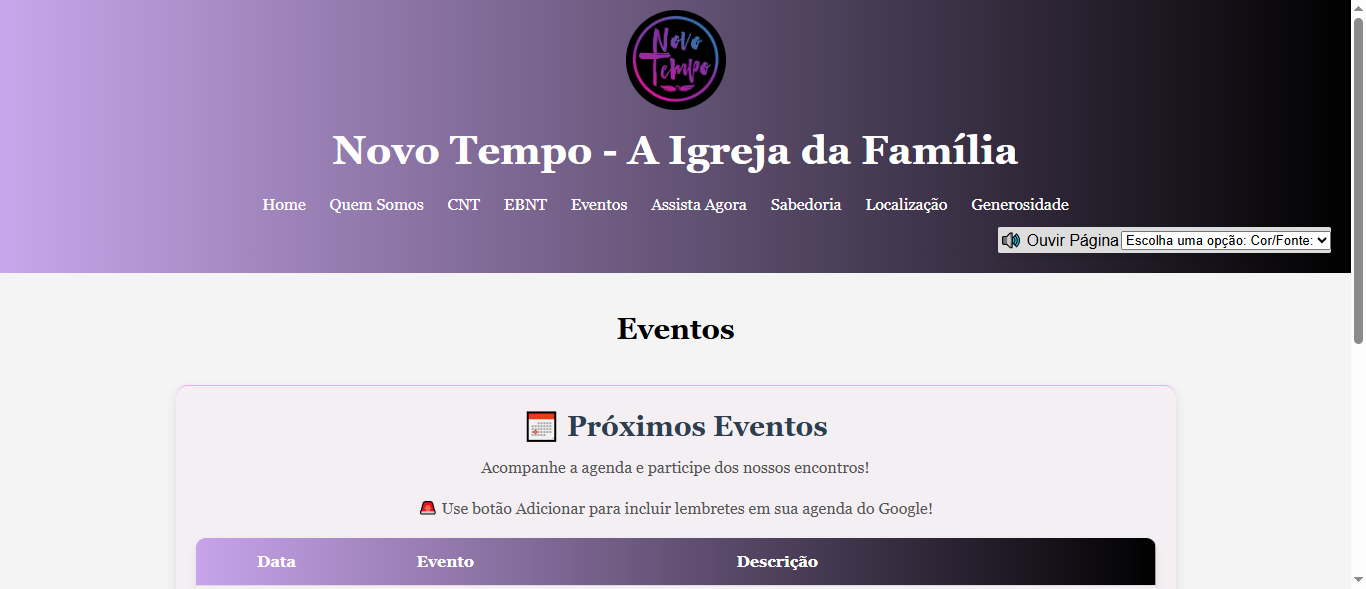 Novo
Tempo
Novo Tempo - A Igreja da Família
Home Quem Somos CNT EBNT Eventos Assista Agora Sabedoria Localização Generosidade
Ouvir Página Escolha uma opção: Cor/Fonte:
Eventos
Próximos Eventos
Acompanhe a agenda e participe dos nossos encontros!
Use botão Adicionar para incluir lembretes em sua agenda do Google!
Data Evento Descrição